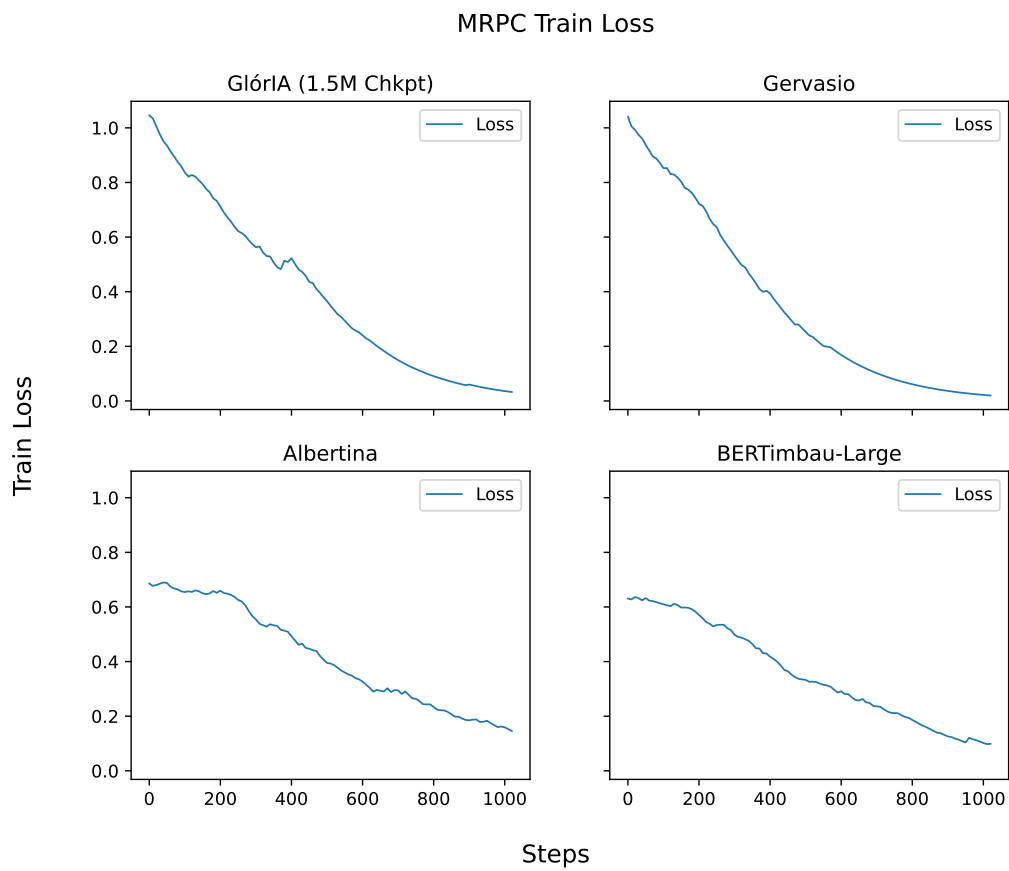 MRPC Train Loss
GlórIA (1.5M Chkpt)
Gervasio
Loss
Loss
1.0
0.8
0.6
0.4
0.2
0.0
Train Loss
Albertina
BERTimbau-Large
Loss
Loss
1.0
0.8
0.6
0.4
0.2
0.0
0 200 400 600 800 1000
0 200 400 600 800 1000
Steps